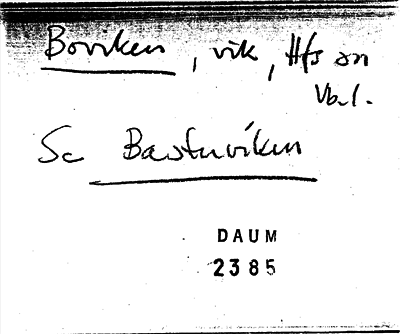 Boviken, vik, Hfs sn
Vb.l.
Se Bastuviken
DAUM
2385